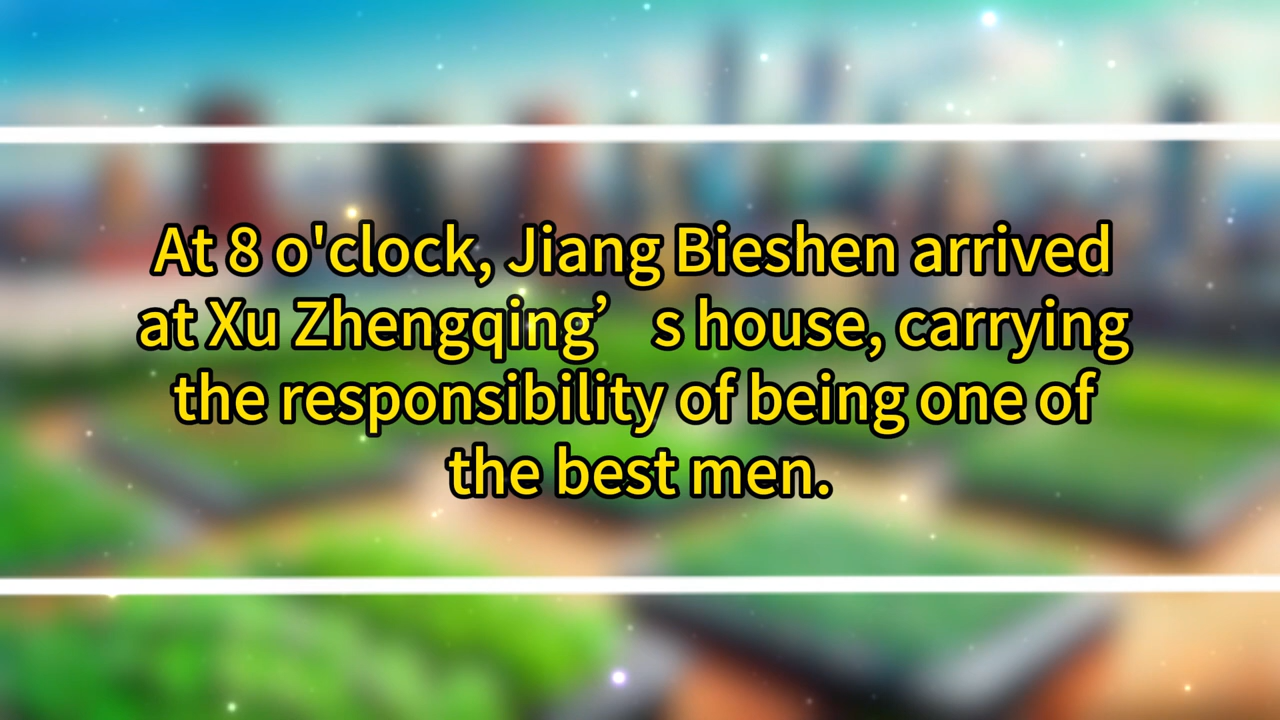 At 8 o'clock, Jiang Bieshen arrived
at Xu Zhengqing’ s house, carrying
the responsibility of being one of
the best men.